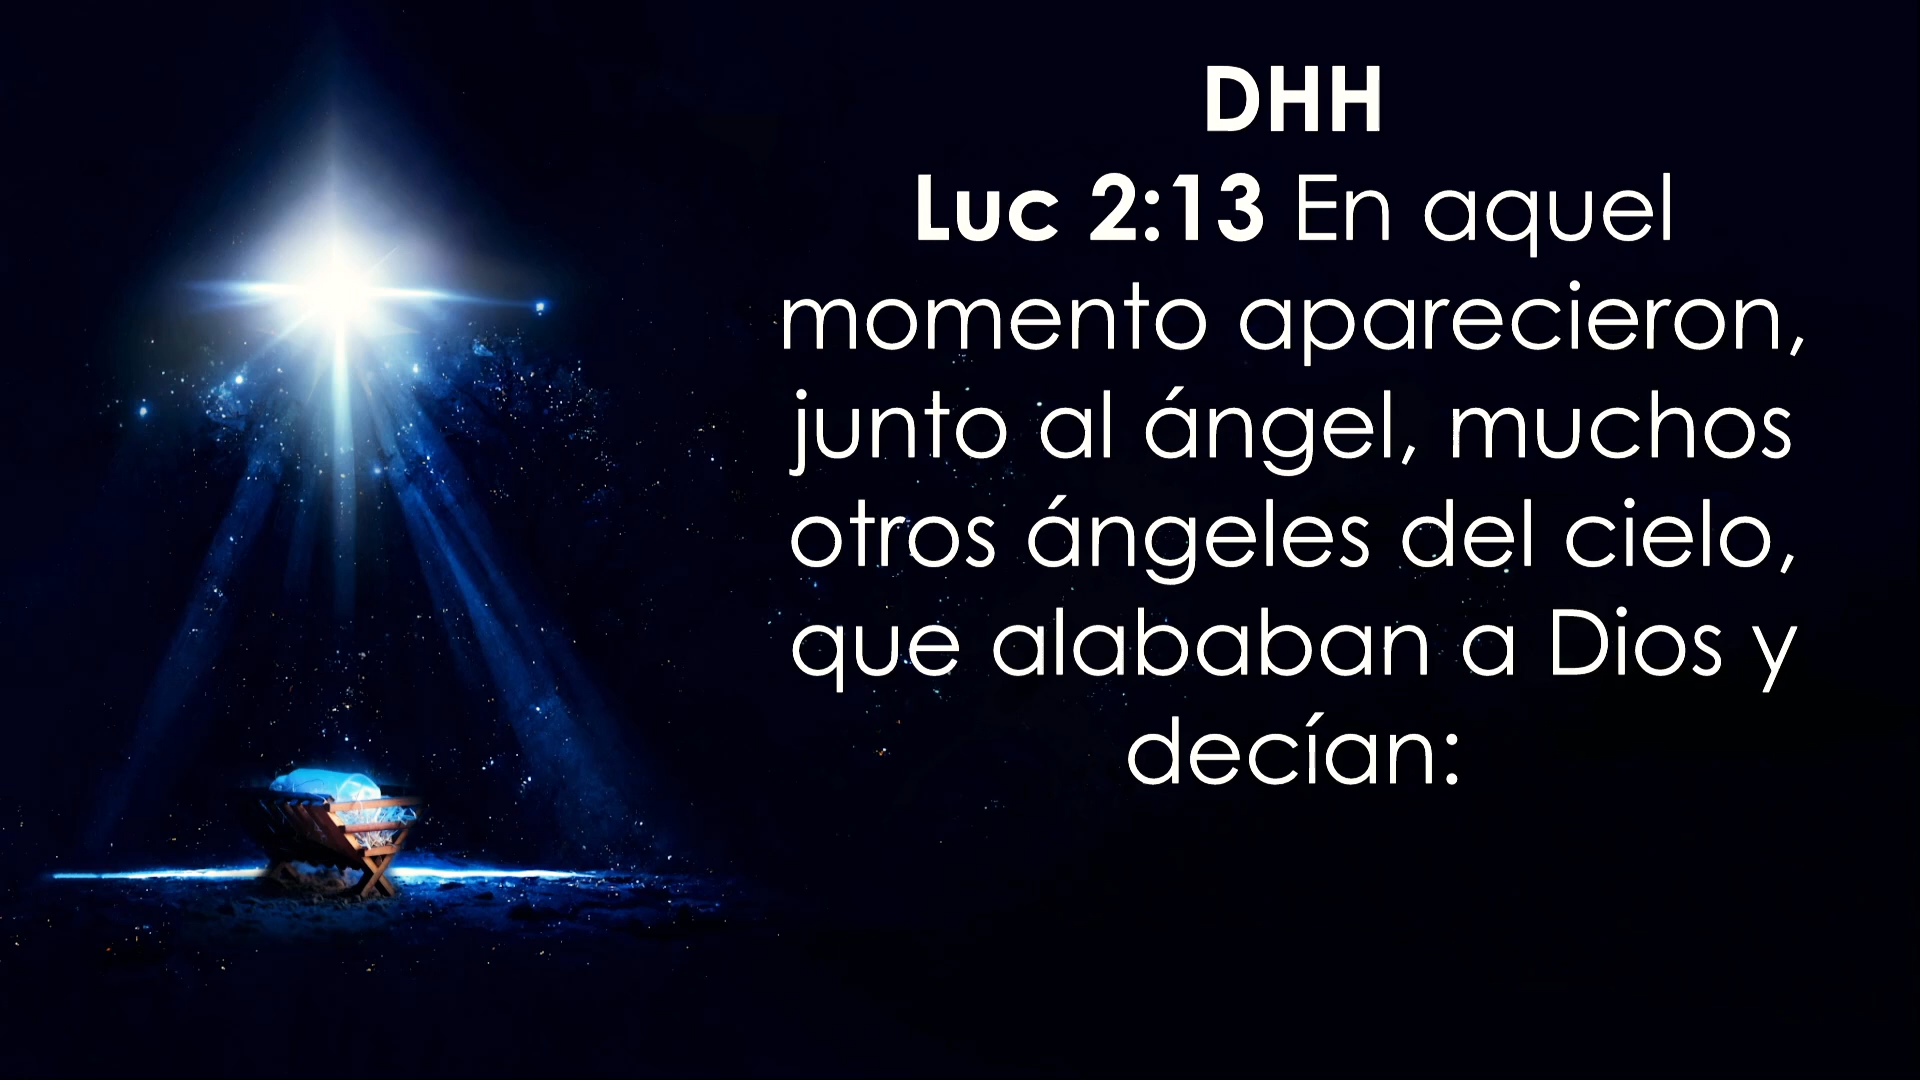 DHH
Luc 2:13 En aquel
momento aparecieron,
junto al ángel, muchos
otros ángeles del cielo,
que alababan a Dios y
decían: